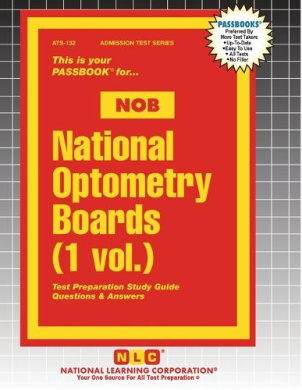 ATS-132 ADMISSION TEST SERIES
This is your
PASSBOOK® for...
NOB
National
Optometry
Boards
(1 vol.)
Test Preparation Study Guide
Questions & Answers
PASSBOOKS®
Preferred By
More Test Takers
•Up-To-Date
•Easy To Use
•All Tests
•No Filler
NLC®
NATIONAL LEARNING CORPORATION®
Your One Source For All Test Preparation ®